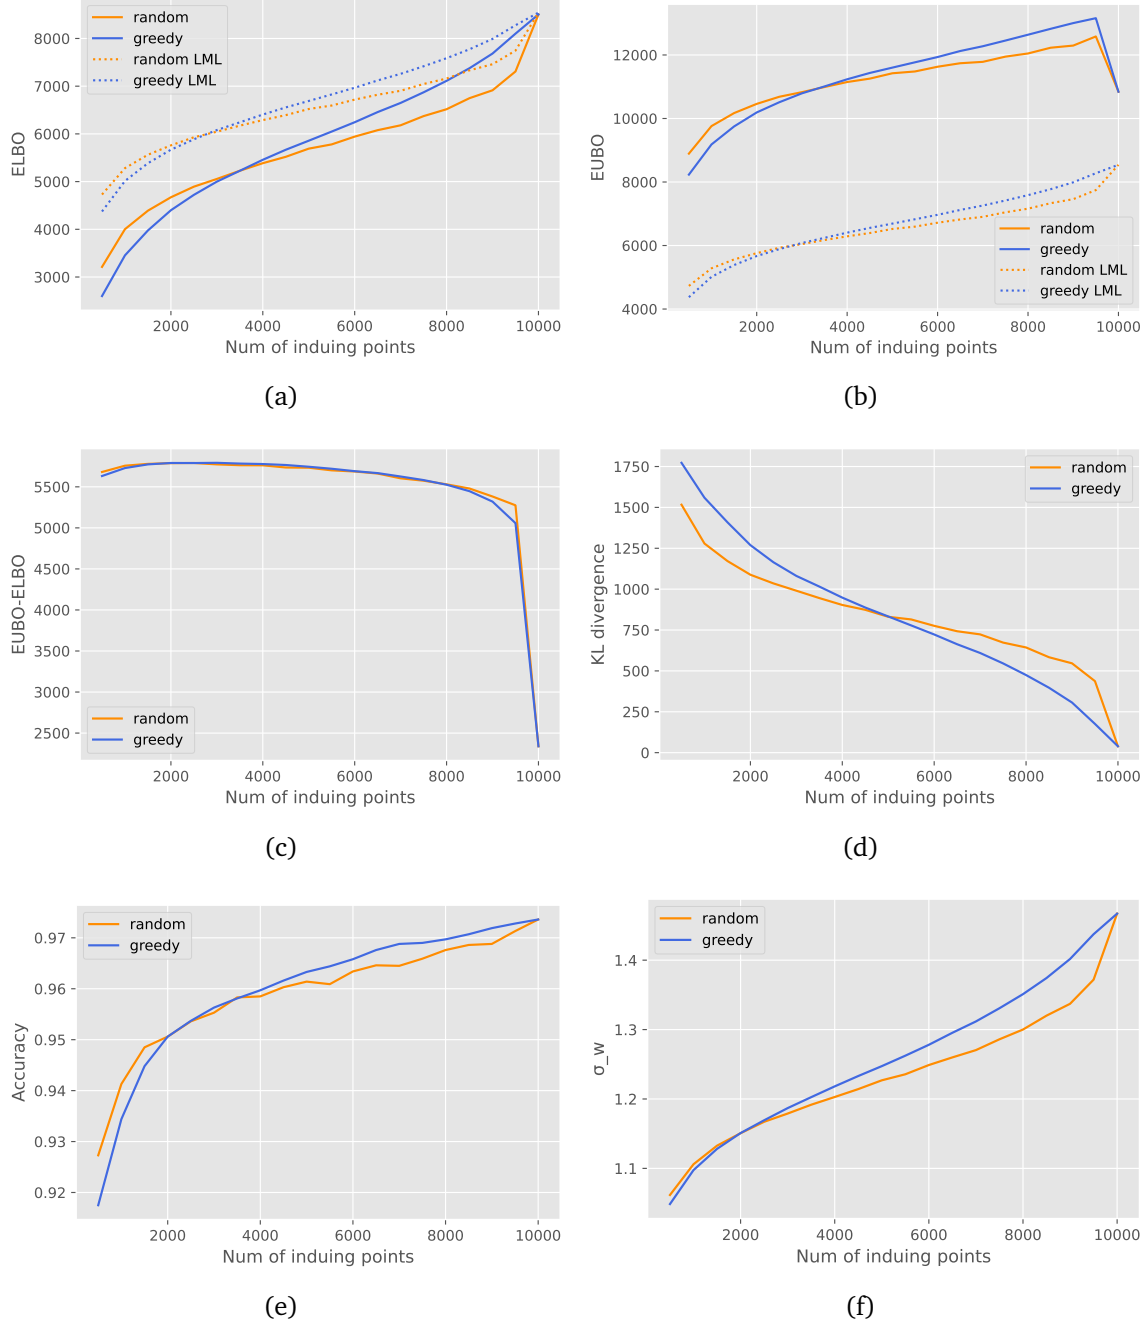 random
greedy
random LML
greedy LML
ELBO
8000
7000
6000
5000
4000
3000
2000 4000 6000 8000 10000
Num of induing points
(a)
EUBO
12000
10000
8000
6000
4000
random
greedy
random LML
greedy LML
2000 4000 6000 8000 10000
Num of induing points
(b)
EUBO-ELBO
5500
5000
4500
4000
3500
3000
2500
random
greedy
2000 4000 6000 8000 10000
Num of induing points
(c)
random
greedy
KL divergence
1750
1500
1250
1000
750
500
250
0
2000 4000 6000 8000 10000
Num of induing points
(d)
random
greedy
Accuracy
0.97
0.96
0.95
0.94
0.93
0.92
2000 4000 6000 8000 10000
Num of induing points
(e)
random
greedy
σ_w
1.4
1.3
1.2
1.1
2000 4000 6000 8000 10000
Num of induing points
(f)